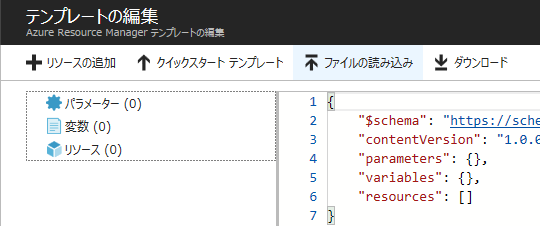 テンプレートの編集
Azure Resource Manager テンプレートの編集
リソースの追加 クイックスタート テンプレート ファイルの読み込み ダウンロード
パラメーター (0)
変数 (0)
リソース (0)
1 {
2 "$schema": "https://sche
3 "contentVersion": "1.0.0
4 "parameters": {},
5 "variables": {},
6 "resources": []
7 }